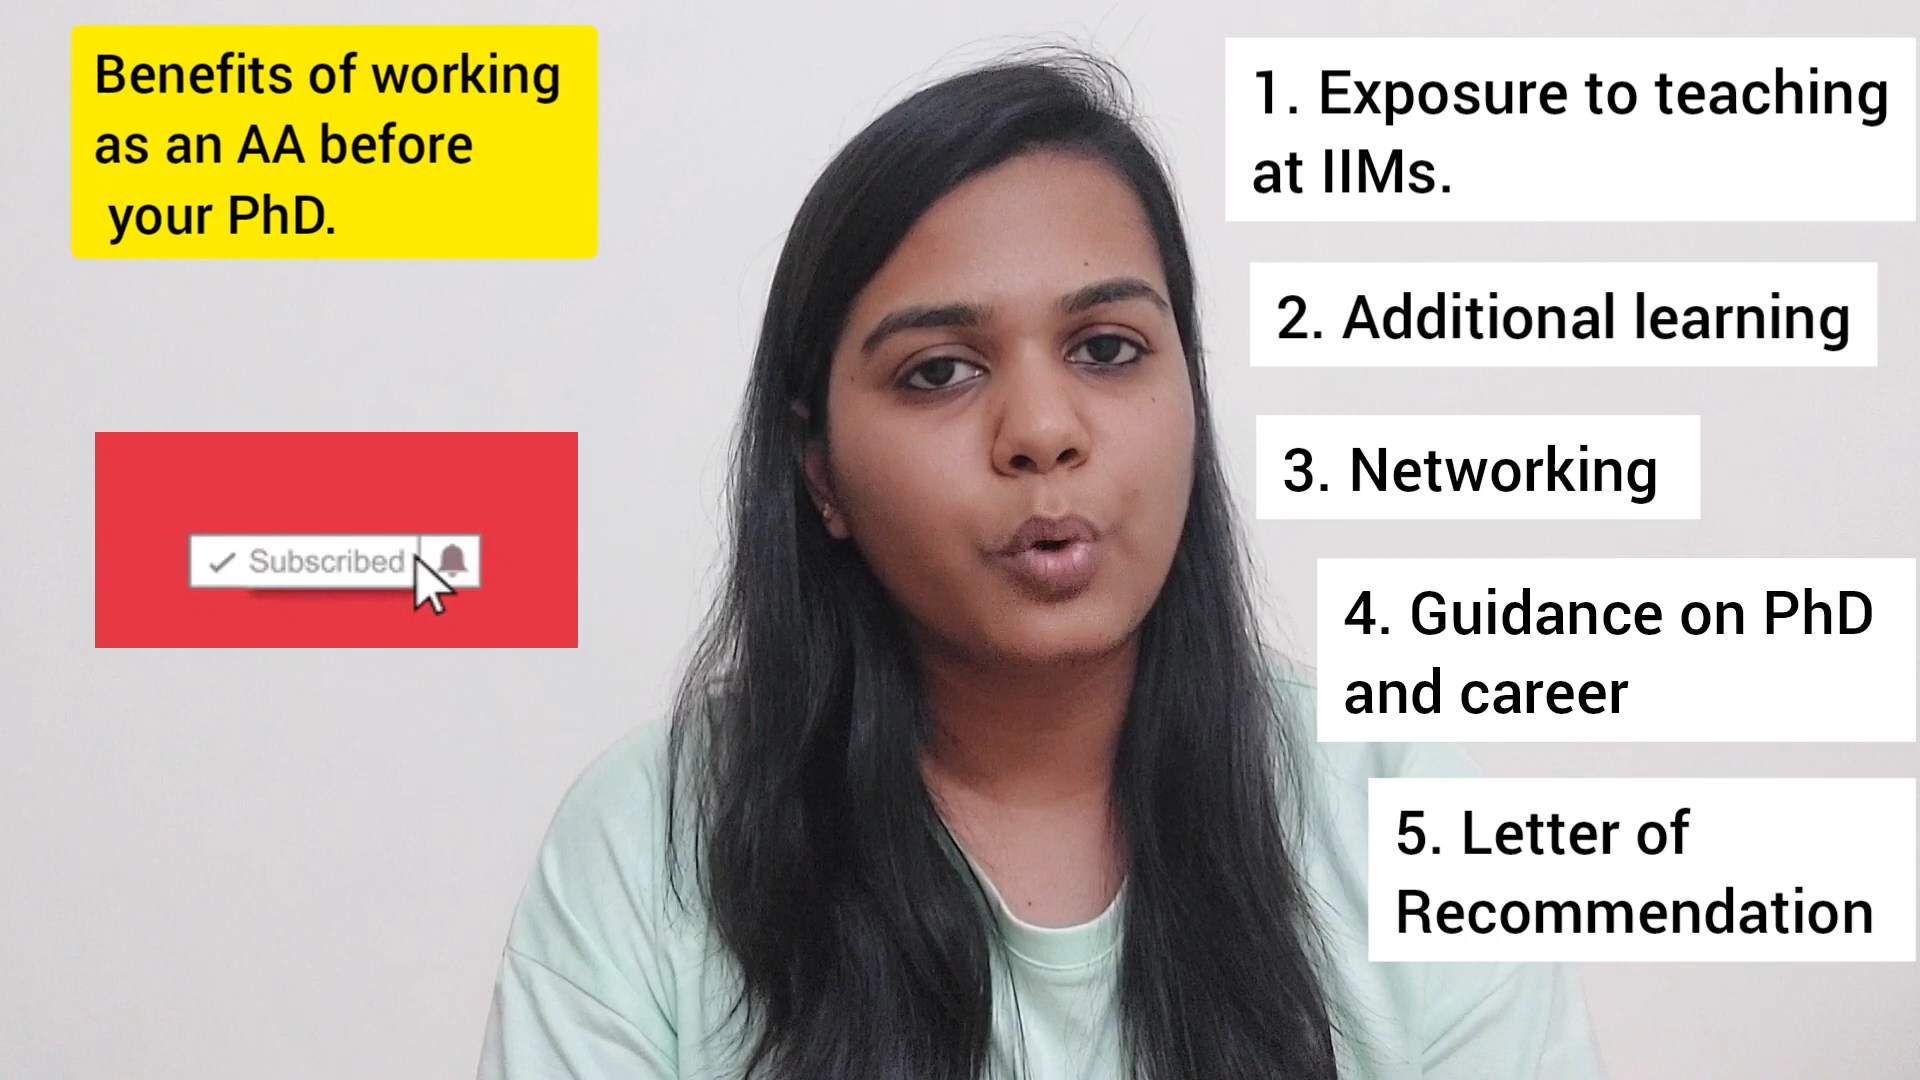 Benefits of working
as an AA before
your PhD.
Subscribed
1. Exposure to teaching
at IIMs.
2. Additional learning
3. Networking
4. Guidance on PhD
and career
5. Letter of
Recommendation